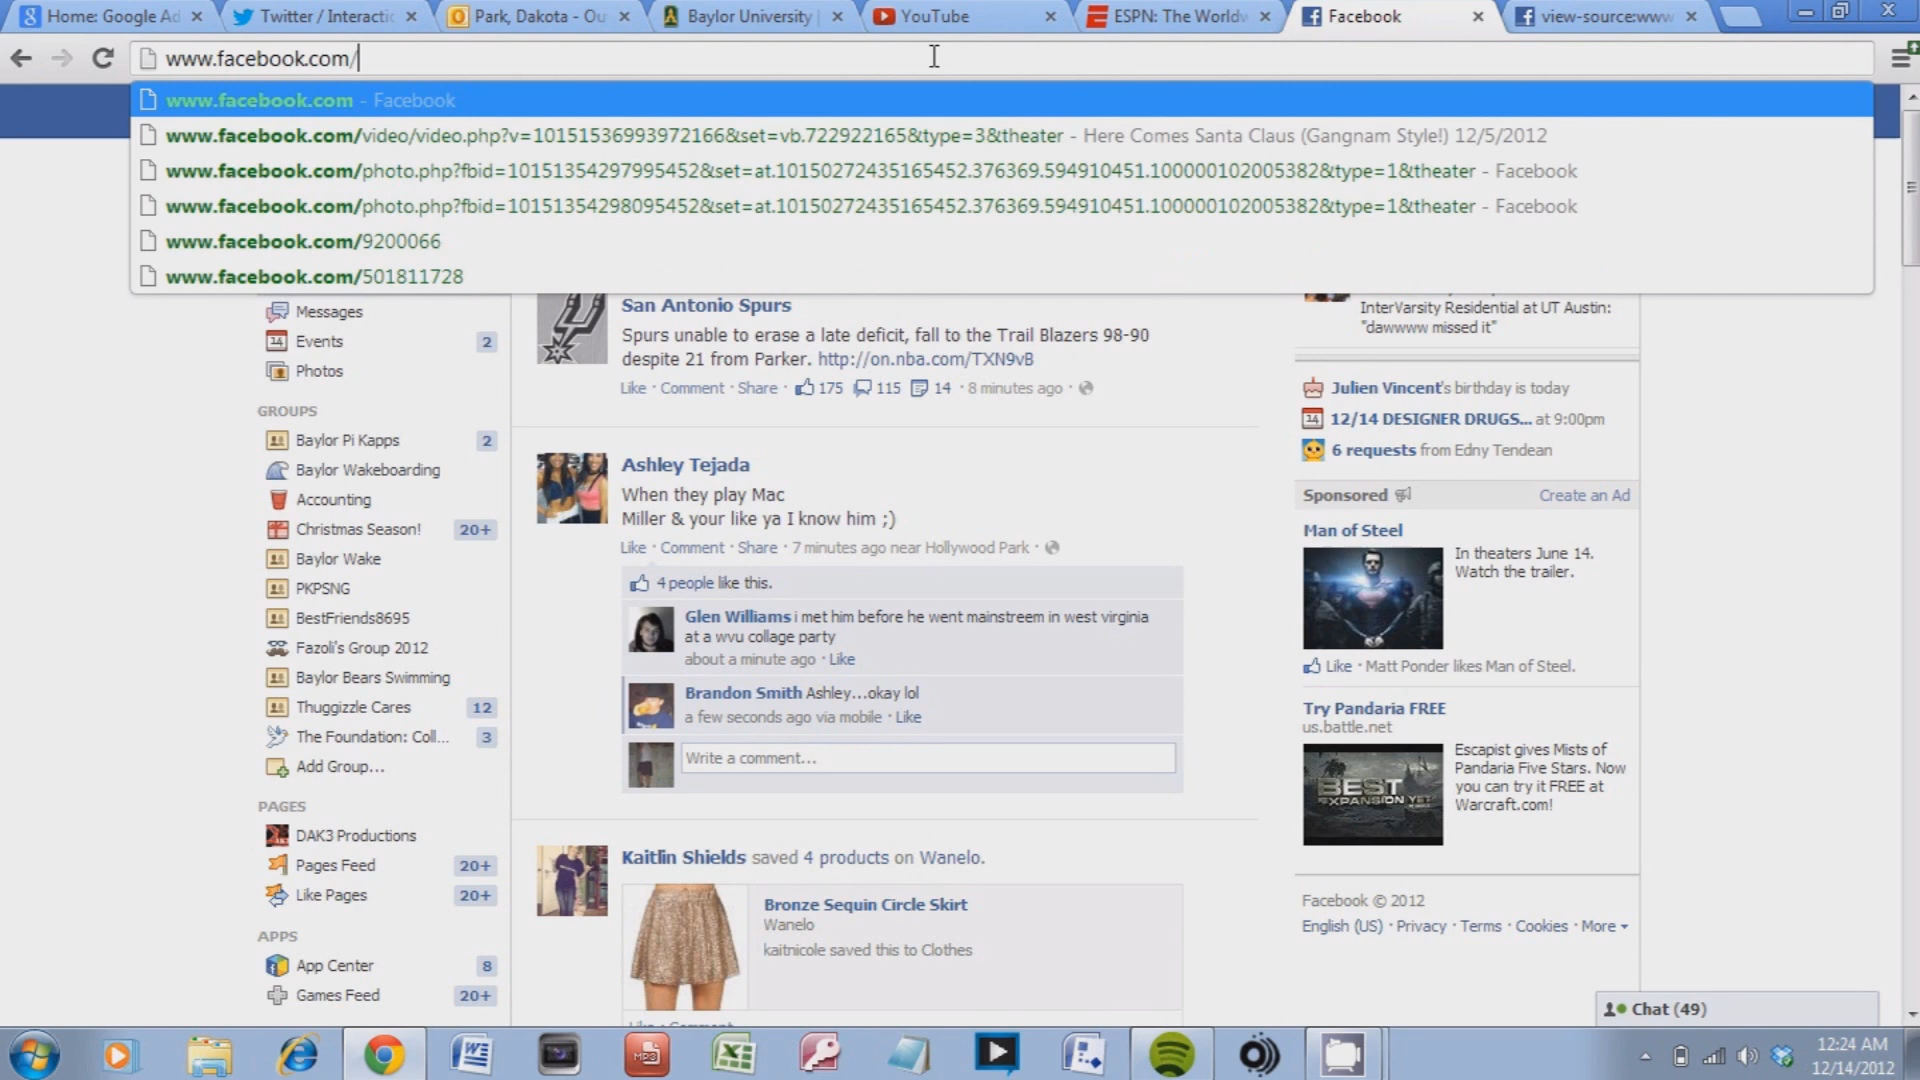 Home: Google Ad
Twitter / Interactic
Park, Dakota - Ou
Baylor University
YouTube
ESPN: The Worldw
Facebook
view-source:www
www.facebook.com/
www.facebook.com - Facebook
www.facebook.com/video/video.php?v=10151536993972166&set=vb.722922165&type=3&theater - Here Comes Santa Claus (Gangnam Style!) 12/5/2012
www.facebook.com/photo.php?fbid=10151354297995452&set=at.10150272435165452.376369.594910451.100000102005382&type=1&theater - Facebook
www.facebook.com/photo.php?fbid=10151354298095452&set=at.10150272435165452.376369.594910451.100000102005382&type=1&theater - Facebook
www.facebook.com/9200066
www.facebook.com/501811728
Messages
Events 2
Photos
GROUPS
Baylor Pi Kapps 2
Baylor Wakeboarding
Accounting
Christmas Season! 20+
Baylor Wake
PKPSNG
BestFriends8695
Fazoli's Group 2012
Baylor Bears Swimming
Thuggizzle Cares 12
The Foundation: Coll... 3
Add Group...
PAGES
DAK3 Productions
Pages Feed 20+
Like Pages 20+
APPS
App Center 8
Games Feed 20+
San Antonio Spurs
Spurs unable to erase a late deficit, fall to the Trail Blazers 98-90
despite 21 from Parker. http://on.nba.com/TXN9vB
Like · Comment · Share · 175 115 14 · 8 minutes ago ·
Ashley Tejada
When they play Mac
Miller & your like ya I know him ;)
Like · Comment · Share · 7 minutes ago near Hollywood Park ·
4 people like this.
Glen Williams i met him before he went mainstreem in west virginia
at a wvu collage party
about a minute ago · Like
Brandon Smith Ashley...okay lol
a few seconds ago via mobile · Like
Write a comment...
Kaitlin Shields saved 4 products on Wanelo.
Bronze Sequin Circle Skirt
Wanelo
kaitnicole saved this to Clothes
Like · Comment
InterVarsity Residential at UT Austin:
"dawwww missed it"
Julien Vincent's birthday is today
12/14 DESIGNER DRUGS... at 9:00pm
6 requests from Edny Tendean
Sponsored
Create an Ad
Man of Steel
In theaters June 14.
Watch the trailer.
Like · Matt Ponder likes Man of Steel.
Try Pandaria FREE
us.battle.net
BEST
EXPANSION YET
Escapist gives Mists of
Pandaria Five Stars. Now
you can try it FREE at
Warcraft.com!
Facebook © 2012
English (US) · Privacy · Terms · Cookies · More
Chat (49)
MP3
12:24 AM
12/14/2012